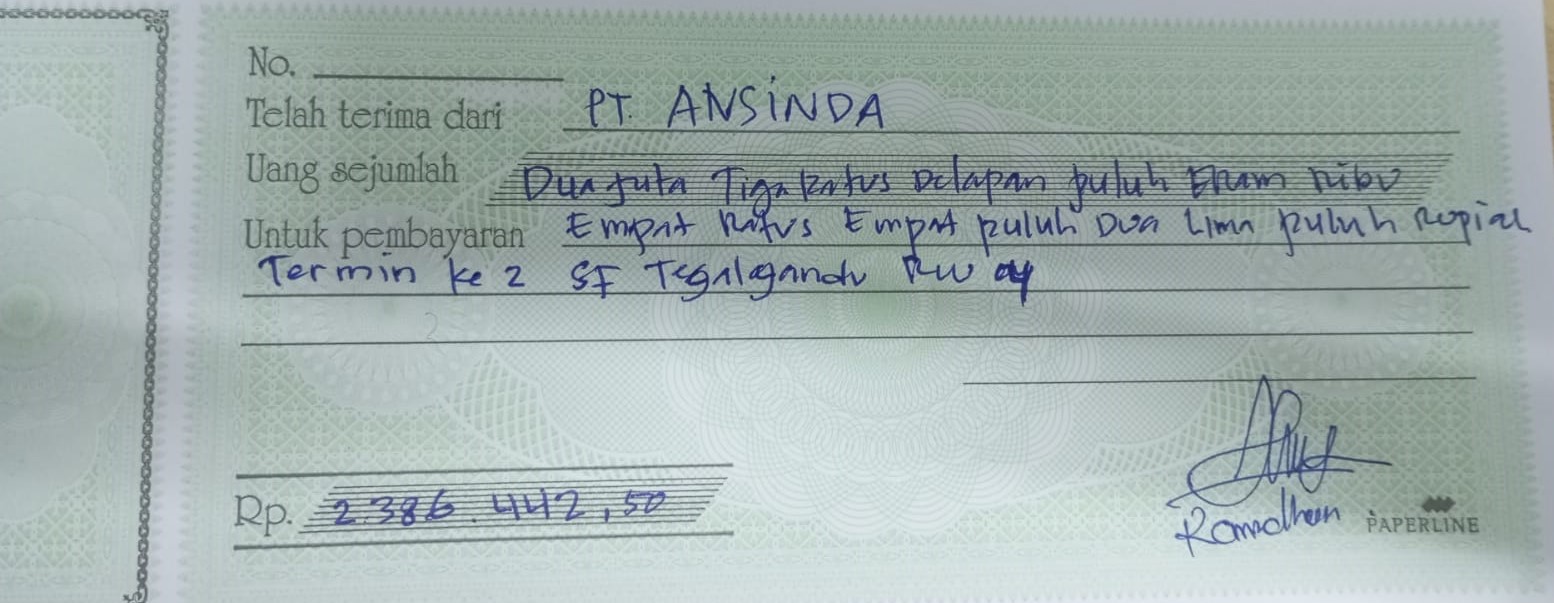 No.
Telah terima dari PT. ANSINDA
Uang sejumlah Dua Juta Tiga Ratus Delapan puluh Enam Ribu
Untuk pembayaran Empat Ratus Empat puluh Dua Lima puluh Rupiah
Termin ke 2 SF Tegalgandu RW 04
2
Rp. 2.386.442,50
Ramadhan
PAPERLINE